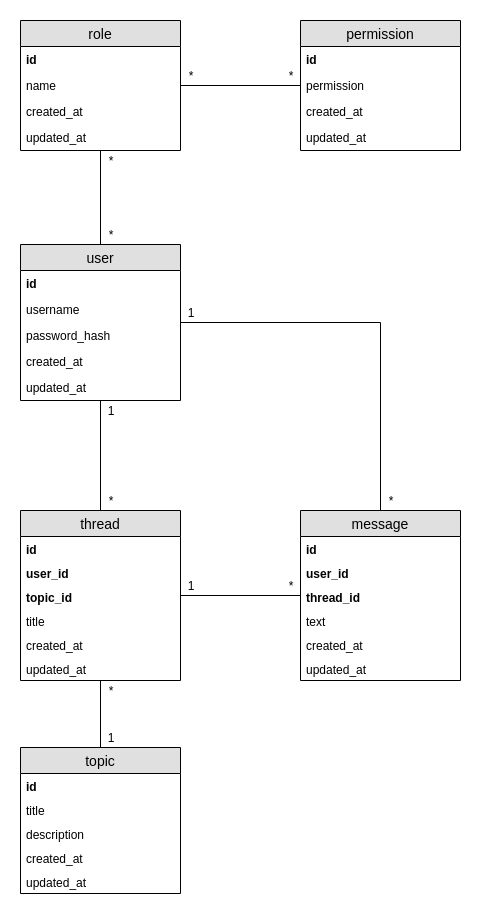 role
id
name
created_at
updated_at
permission
id
permission
created_at
updated_at
*
*
*
*
user
id
username
password_hash
created_at
updated_at
1
*
1
*
thread
id
user_id
topic_id
title
created_at
updated_at
message
id
user_id
thread_id
text
created_at
updated_at
1
*
*
1
topic
id
title
description
created_at
updated_at